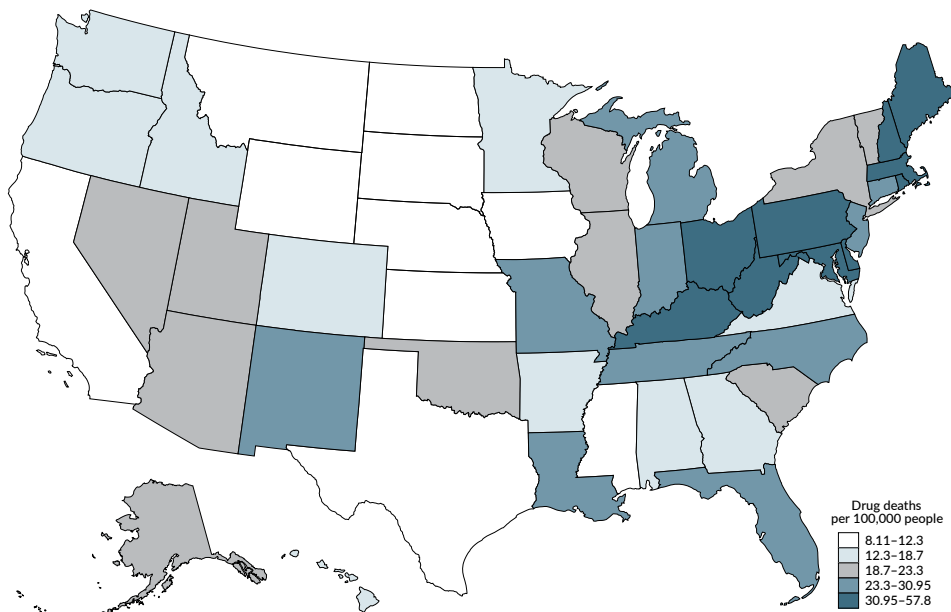 Drug deaths
per 100,000 people
8.11–12.3
12.3–18.7
18.7–23.3
23.3–30.95
30.95–57.8